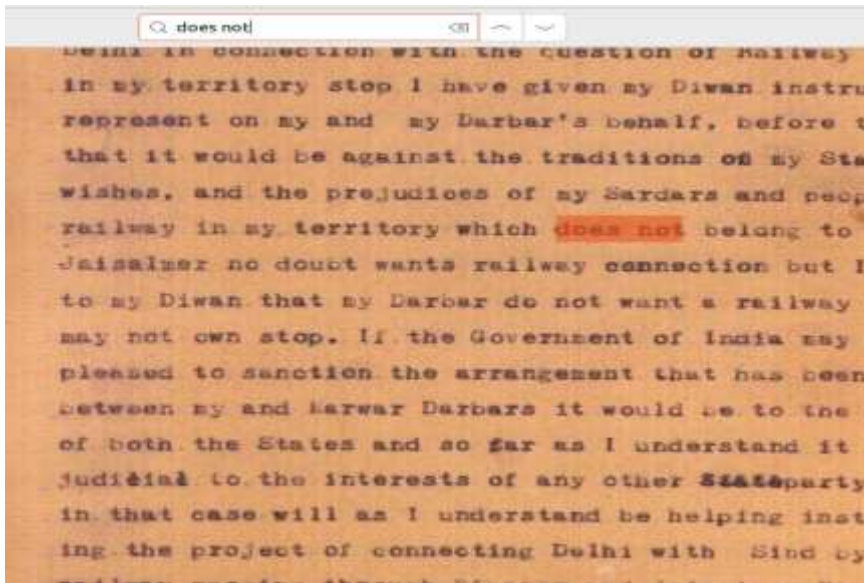 does not
Delhi in connection with the question of Railway
in my territory stop I have given my Diwan instru
represent on my and my Darbar's behalf, before t
that it would be against the traditions of my Sta
wishes, and the prejudices of my Sardars and peop
railway in my territory which does not belong to
Jaisalmer no doubt wants railway connection but I
to my Diwan that my Darbar do not want a railway
may not own stop. If the Government of India may
pleased to sanction the arrangement that has been
between my and Marwar Darbars it would be to the
of both the States and so far as I understand it
judicial to the interests of any other party
in that case will as I understand be helping inst
ing the project of connecting Delhi with Sind by
railway